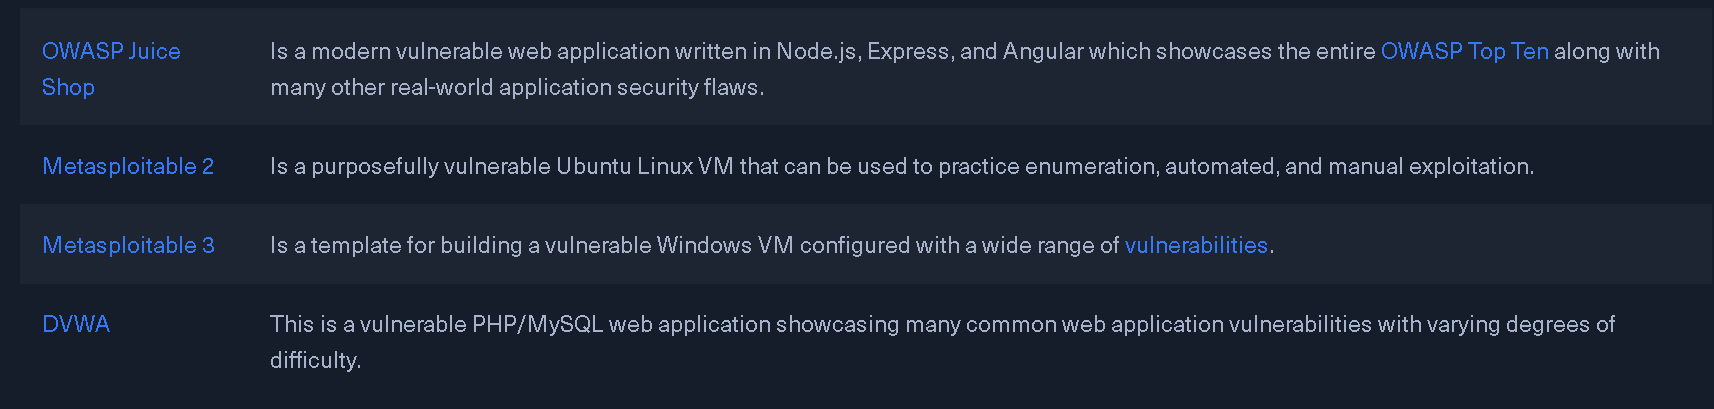 OWASP Juice Shop
Is a modern vulnerable web application written in Node.js, Express, and Angular which showcases the entire OWASP Top Ten along with
many other real-world application security flaws.
Metasploitable 2
Is a purposefully vulnerable Ubuntu Linux VM that can be used to practice enumeration, automated, and manual exploitation.
Metasploitable 3
Is a template for building a vulnerable Windows VM configured with a wide range of vulnerabilities.
DVWA
This is a vulnerable PHP/MySQL web application showcasing many common web application vulnerabilities with varying degrees of
difficulty.